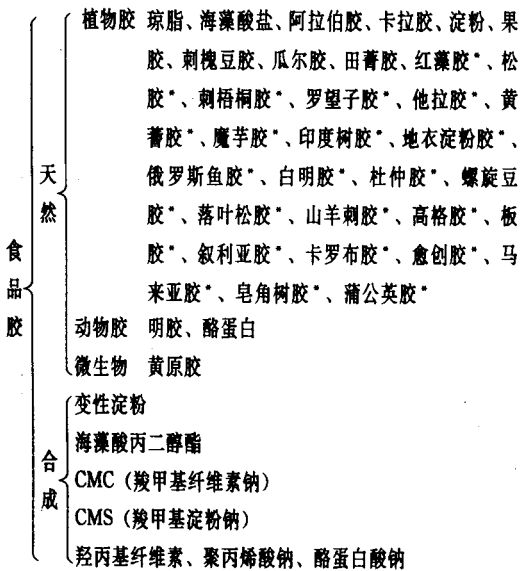 食品胶
天然
植物胶 琼脂、海藻酸盐、阿拉伯胶、卡拉胶、淀粉、果
胶、刺槐豆胶、瓜尔胶、田菁胶、红藻胶*、松
胶*、刺梧桐胶*、罗望子胶*、他拉胶*、黄
蓍胶*、魔芋胶*、印度树胶*、地衣淀粉胶*、
俄罗斯鱼胶*、白明胶*、杜仲胶*、螺旋豆
胶*、落叶松胶*、山羊刺胶*、高格胶*、板
胶*、叙利亚胶*、卡罗布胶*、愈创胶*、马
来亚胶*、皂角树胶*、蒲公英胶*
动物胶 明胶、酪蛋白
微生物 黄原胶
合成
变性淀粉
海藻酸丙二醇酯
CMC（羧甲基纤维素钠）
CMS（羧甲基淀粉钠）
羟丙基纤维素、聚丙烯酸钠、酪蛋白酸钠